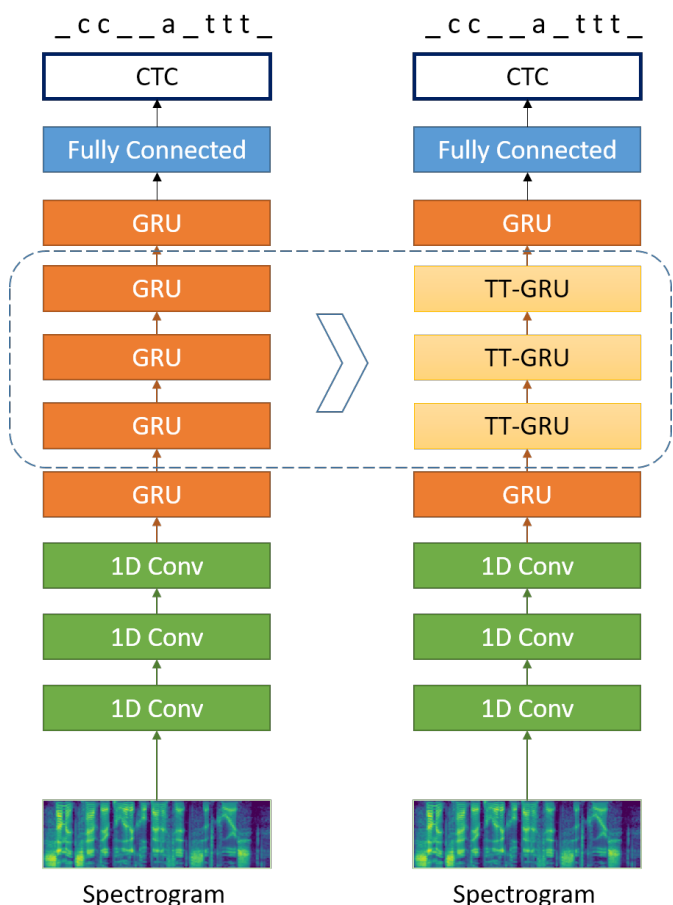 _ c c _ _ a _ t t t _
CTC
Fully Connected
GRU
GRU
GRU
GRU
GRU
1D Conv
1D Conv
1D Conv
Spectrogram
_ c c _ _ a _ t t t _
CTC
Fully Connected
GRU
TT-GRU
TT-GRU
TT-GRU
GRU
1D Conv
1D Conv
1D Conv
Spectrogram